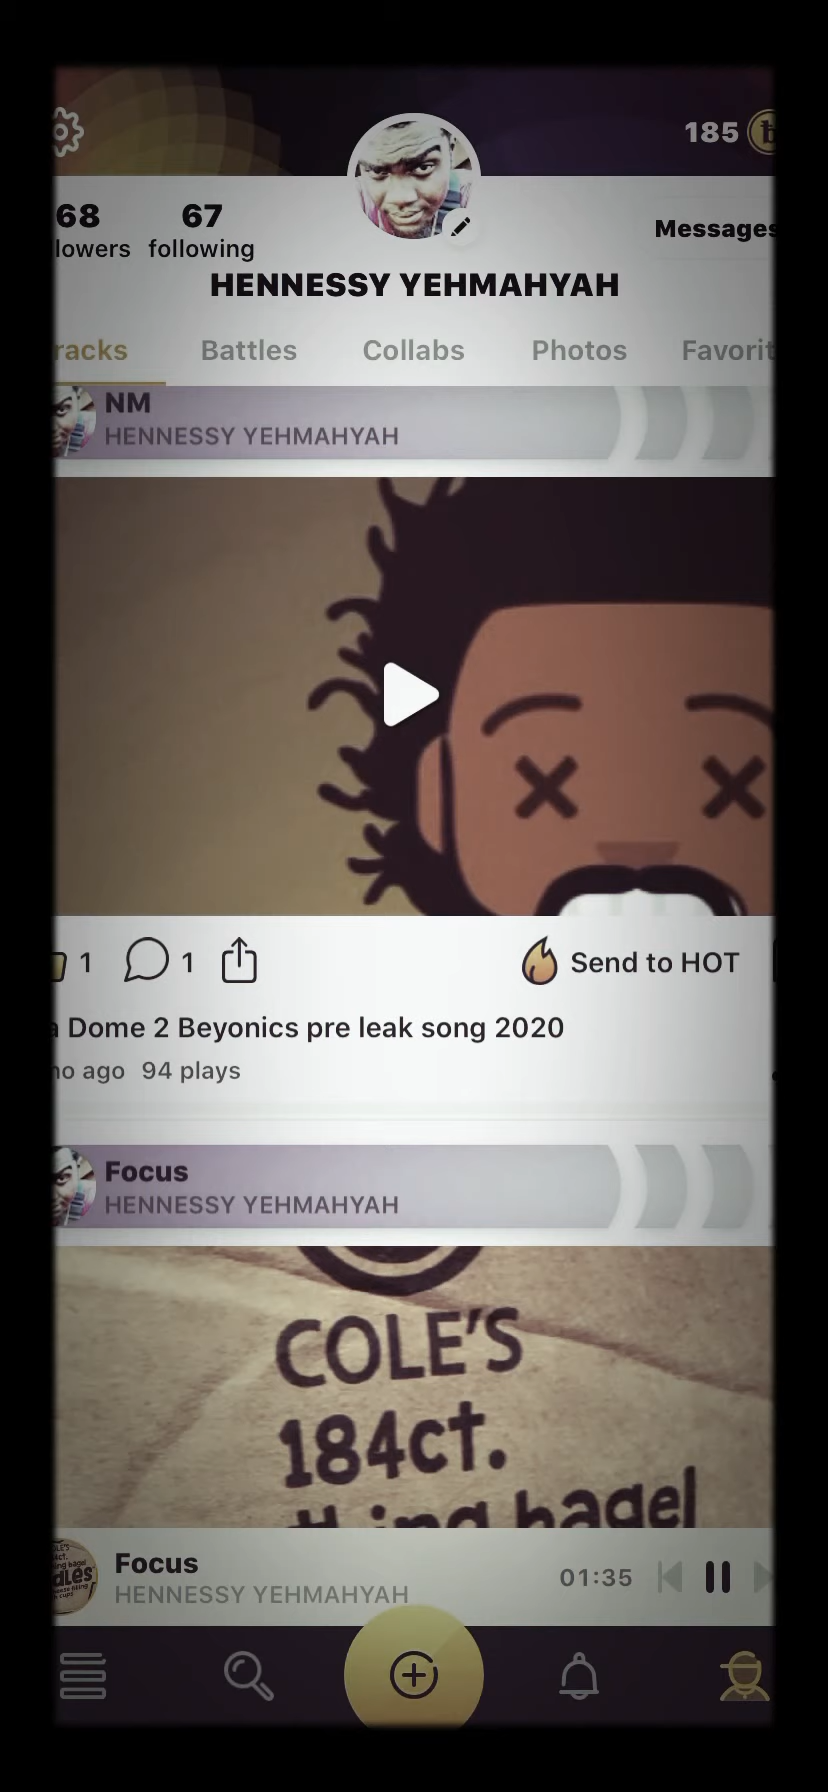 185
68
67
lowers
following
Messages
HENNESSY YEHMAHYAH
racks
Battles
Collabs
Photos
Favorit
NM
HENNESSY YEHMAHYAH
1
1
Send to HOT
a Dome 2 Beyonics pre leak song 2020
mo ago 94 plays
Focus
HENNESSY YEHMAHYAH
COLE'S
184ct.
bagel
Focus
HENNESSY YEHMAHYAH
01:35